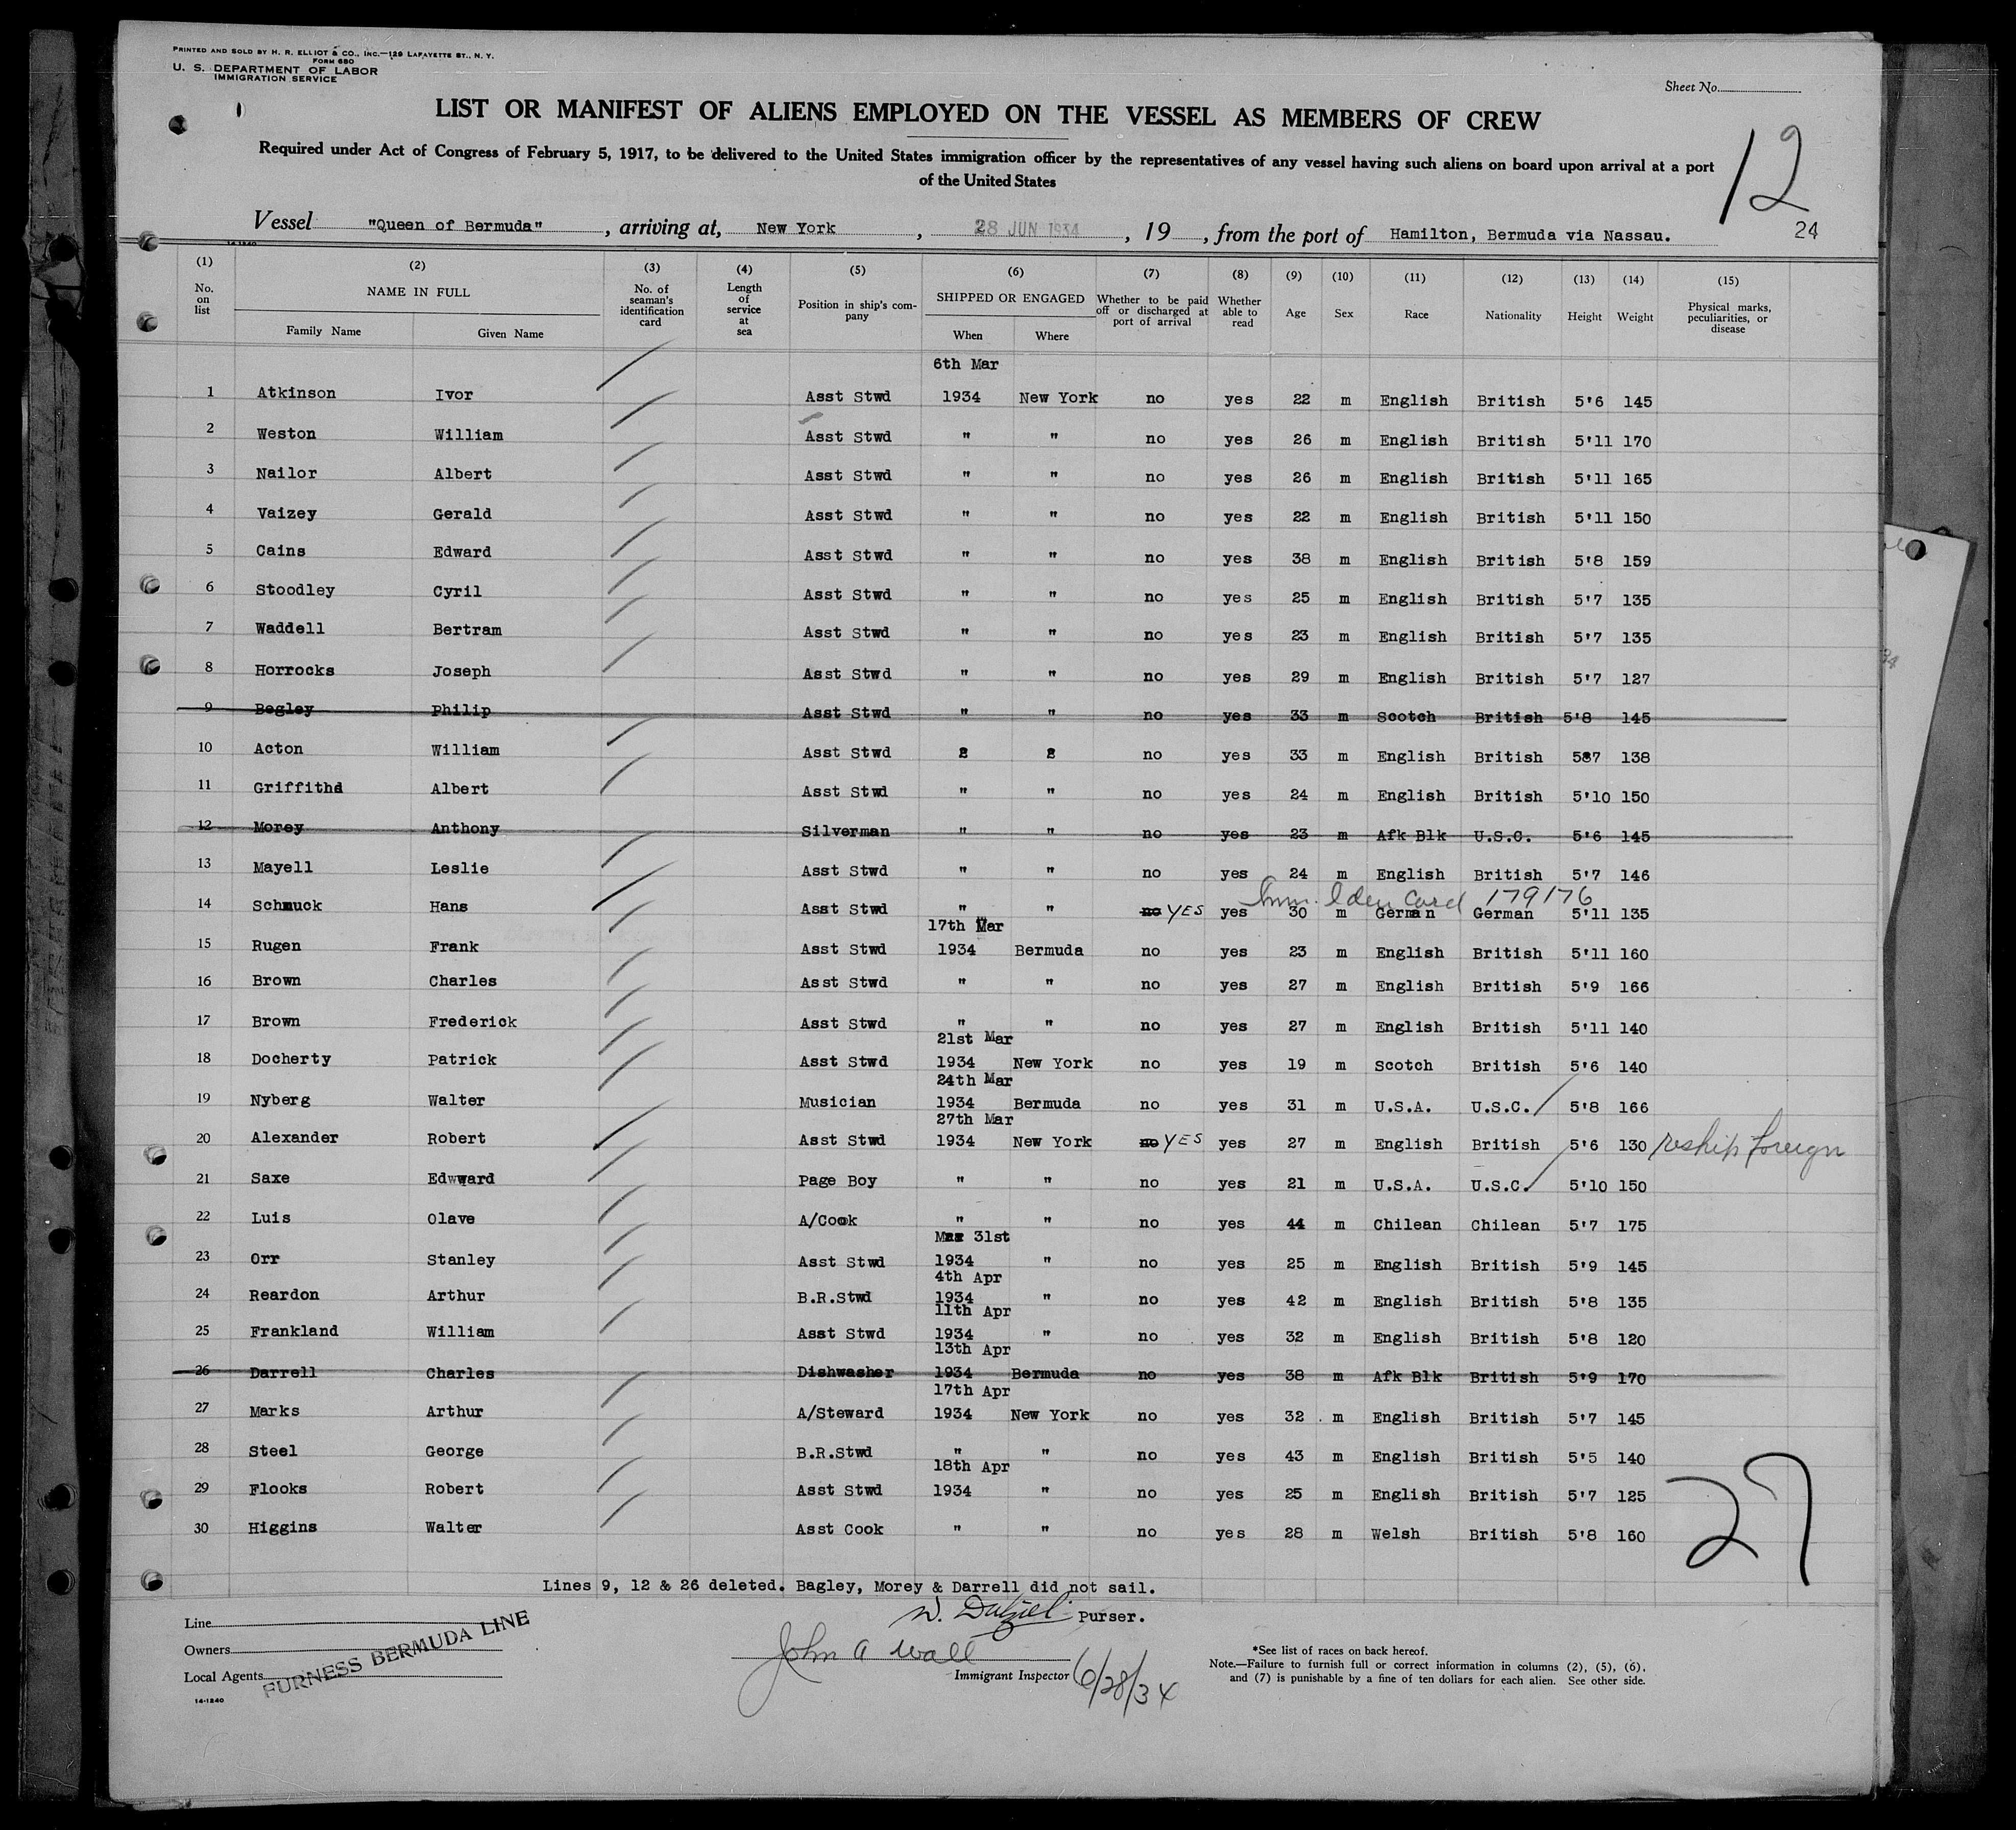 PRINTED AND SOLD BY H. R. ELLIOT & CO., INC.—129 LAFAYETTE ST., N. Y.
FORM 680
U. S. DEPARTMENT OF LABOR
IMMIGRATION SERVICE
Sheet No.
LIST OR MANIFEST OF ALIENS EMPLOYED ON THE VESSEL AS MEMBERS OF CREW
12
Required under Act of Congress of February 5, 1917, to be delivered to the United States immigration officer by the representatives of any vessel having such aliens on board upon arrival at a port
of the United States
Vessel "Queen of Bermuda", arriving at, New York, 28 JUN 1934, 19 , from the port of Hamilton, Bermuda via Nassau. 24
14-1240
(1) (2) (3) (4) (5) (6) (7) (8) (9) (10) (11) (12) (13) (14) (15)
No. on list NAME IN FULL Family Name Given Name No. of seaman's identification card Length of service at sea Position in ship's company SHIPPED OR ENGAGED When Where Whether to be paid off or discharged at port of arrival Whether able to read Age Sex Race Nationality Height Weight Physical marks, peculiarities, or disease
6th Mar
1 Atkinson Ivor Asst Stwd 1934 New York no yes 22 m English British 5'6 145
2 Weston William Asst Stwd " " no yes 26 m English British 5'11 170
3 Nailor Albert Asst Stwd " " no yes 26 m English British 5'11 165
4 Vaizey Gerald Asst Stwd " " no yes 22 m English British 5'11 150
5 Cains Edward Asst Stwd " " no yes 38 m English British 5'8 159
6 Stoodley Cyril Asst Stwd " " no yes 25 m English British 5'7 135
7 Waddell Bertram Asst Stwd " " no yes 23 m English British 5'7 135
8 Horrocks Joseph Asst Stwd " " no yes 29 m English British 5'7 127
9 Begley Philip Asst Stwd " " no yes 33 m Scotch British 5'8 145
10 Acton William Asst Stwd 2 2 no yes 33 m English British 587 138
11 Griffithd Albert Asst Stwd " " no yes 24 m English British 5'10 150
12 Morey Anthony Silverman " " no yes 23 m Afk Blk U.S.C. 5'6 145
13 Mayell Leslie Asst Stwd " " no yes 24 m English British 5'7 146
Imm. Iden Card 179176
14 Schmuck Hans Asst Stwd " " no YES yes 30 m German German 5'11 135
17th Mar
15 Rugen Frank Asst Stwd 1934 Bermuda no yes 23 m English British 5'11 160
16 Brown Charles Asst Stwd " " no yes 27 m English British 5'9 166
17 Brown Frederick Asst Stwd " " no yes 27 m English British 5'11 140
21st Mar
18 Docherty Patrick Asst Stwd 1934 New York no yes 19 m Scotch British 5'6 140
24th Mar
19 Nyberg Walter Musician 1934 Bermuda no yes 31 m U.S.A. U.S.C. 5'8 166
27th Mar
20 Alexander Robert Asst Stwd 1934 New York no YES yes 27 m English British 5'6 130 reship foreign
21 Saxe Edwward Page Boy " " no yes 21 m U.S.A. U.S.C. 5'10 150
22 Luis Olave A/Cook " " no yes 44 m Chilean Chilean 5'7 175
Mar 31st
23 Orr Stanley Asst Stwd 1934 " no yes 25 m English British 5'9 145
4th Apr
24 Reardon Arthur B.R.Stwd 1934 " no yes 42 m English British 5'8 135
11th Apr
25 Frankland William Asst Stwd 1934 " no yes 32 m English British 5'8 120
13th Apr
26 Darrell Charles Dishwasher 1934 Bermuda no yes 38 m Afk Blk British 5'9 170
17th Apr
27 Marks Arthur A/Steward 1934 New York no yes 32 . m English British 5'7 145
28 Steel George B.R.Stwd " " no yes 43 m English British 5'5 140
18th Apr
29 Flooks Robert Asst Stwd 1934 " no yes 25 m English British 5'7 125
30 Higgins Walter Asst Cook " " no yes 28 m Welsh British 5'8 160
27
Lines 9, 12 & 26 deleted. Bagley, Morey & Darrell did not sail.
W. Dalziel Purser.
Line
Owners
Local Agents
FURNESS BERMUDA LINE
14-1240
John A Wall
Immigrant Inspector 6/28/34
*See list of races on back hereof.
Note.—Failure to furnish full or correct information in columns (2), (5), (6),
and (7) is punishable by a fine of ten dollars for each alien. See other side.